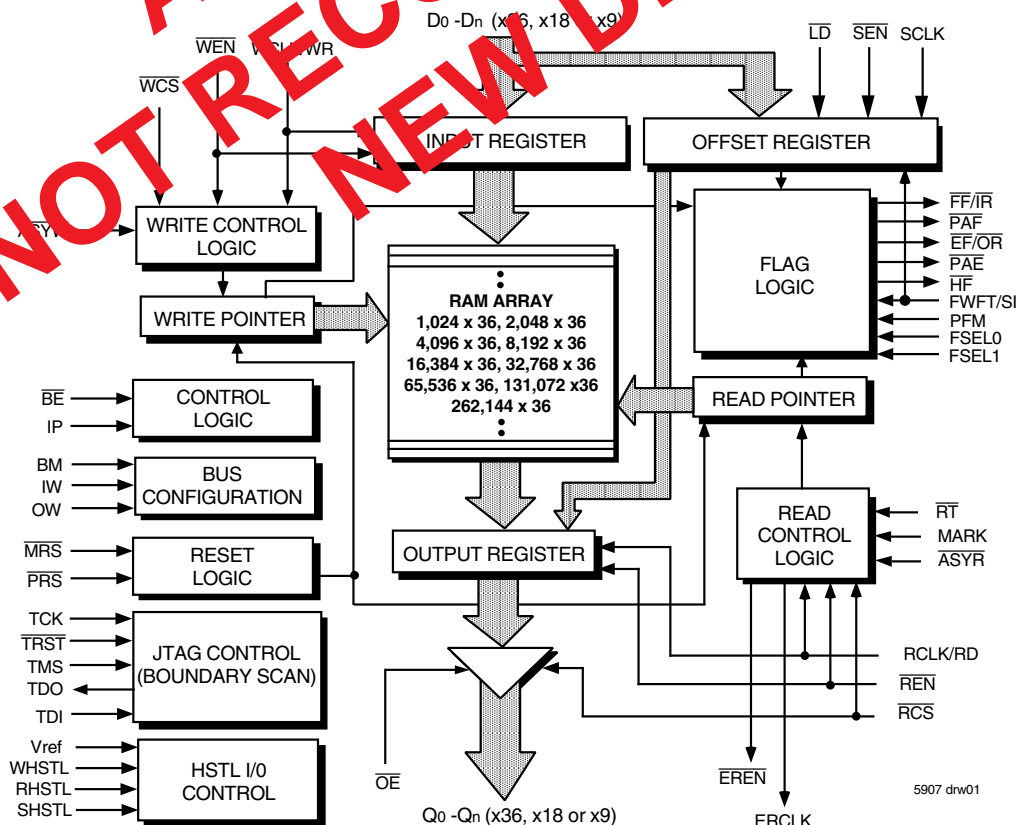 D0 -Dn (x36, x18 or x9)
WEN
WCLK/WR
LD
SEN
SCLK
WCS
NOT RECO
NEW D
INPUT REGISTER
OFFSET REGISTER
ASYW
WRITE CONTROL
LOGIC
FLAG
LOGIC
FF/IR
PAF
EF/OR
PAE
HF
FWFT/SI
PFM
FSEL0
FSEL1
WRITE POINTER
RAM ARRAY
1,024 x 36, 2,048 x 36
4,096 x 36, 8,192 x 36
16,384 x 36, 32,768 x 36
65,536 x 36, 131,072 x36
262,144 x 36
READ POINTER
BE
IP
CONTROL
LOGIC
BM
IW
OW
BUS
CONFIGURATION
READ
CONTROL
LOGIC
RT
MARK
ASYR
MRS
PRS
RESET
LOGIC
OUTPUT REGISTER
TCK
TRST
TMS
TDO
TDI
JTAG CONTROL
(BOUNDARY SCAN)
RCLK/RD
REN
RCS
Vref
WHSTL
RHSTL
SHSTL
HSTL I/0
CONTROL
OE
EREN
ERCLK
Q0 -Qn (x36, x18 or x9)
5907 drw01